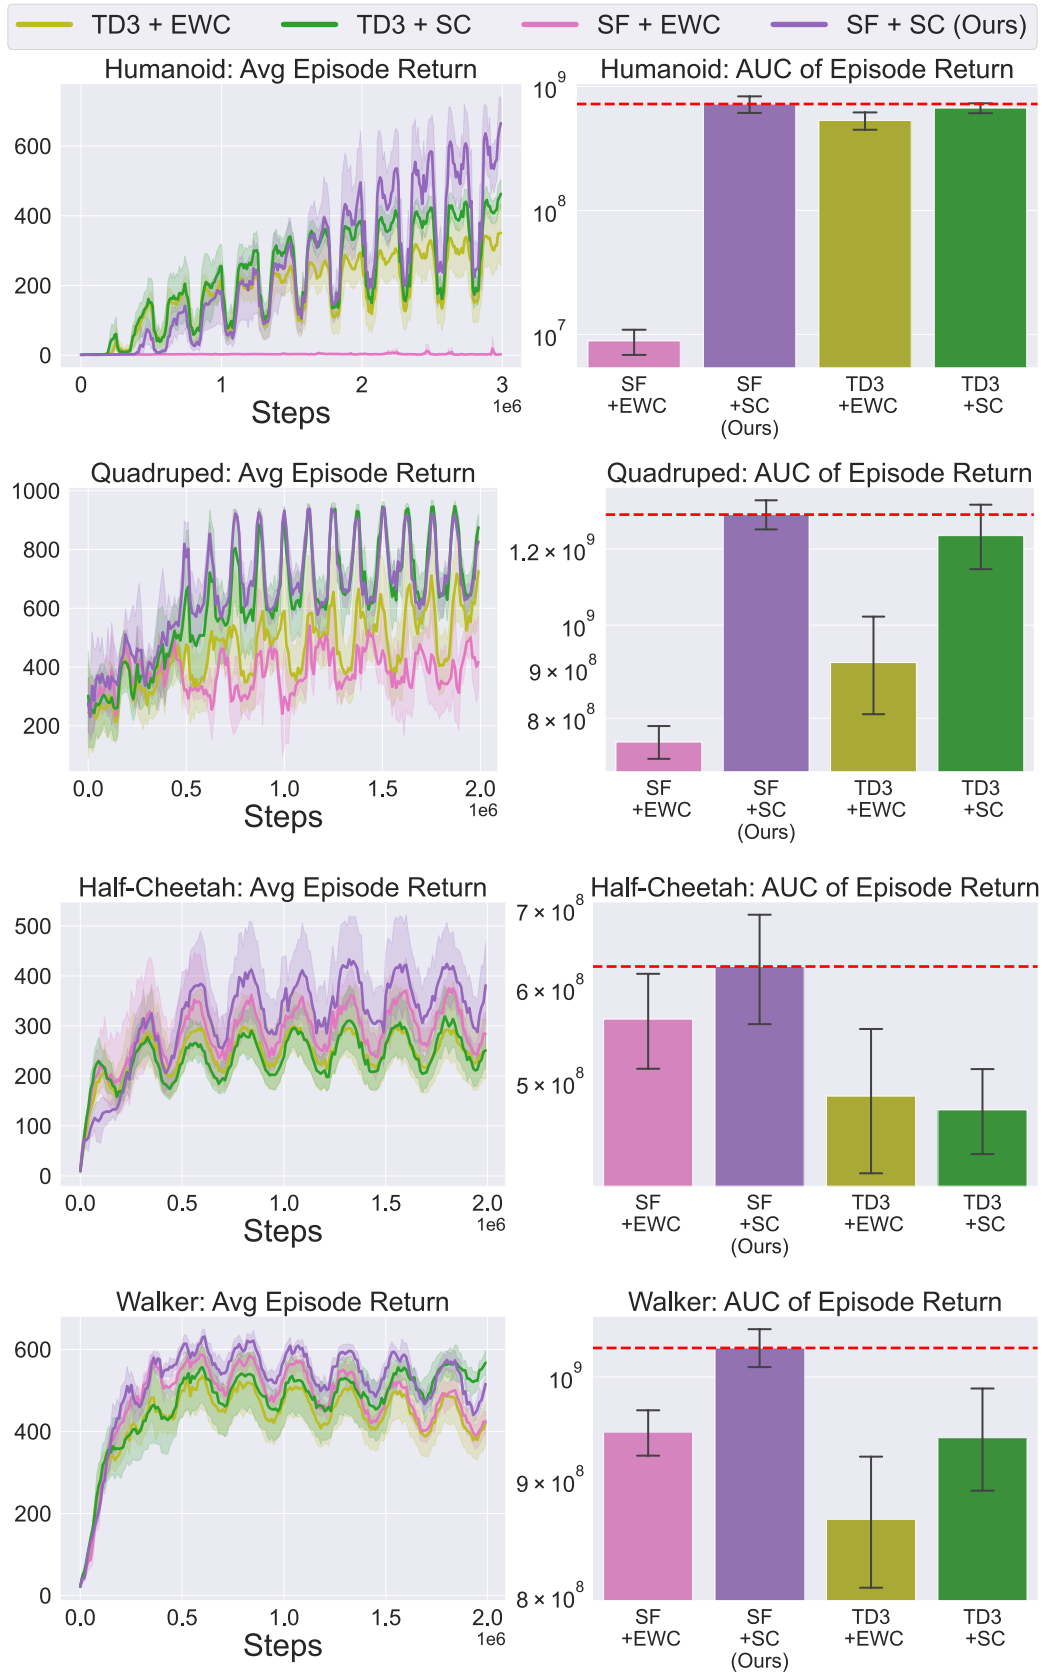 TD3 + EWC TD3 + SC SF + EWC SF + SC (Ours)
Humanoid: Avg Episode Return
600
400
200
0
0 1 2 3
1e6
Steps
Humanoid: AUC of Episode Return
10^9
10^8
10^7
SF SF TD3 TD3
+EWC +SC +EWC +SC
(Ours)
Quadruped: Avg Episode Return
1000
800
600
400
200
0.0 0.5 1.0 1.5 2.0
1e6
Steps
Quadruped: AUC of Episode Return
1.2 × 10^9
10^9
9 × 10^8
8 × 10^8
SF SF TD3 TD3
+EWC +SC +EWC +SC
(Ours)
Half-Cheetah: Avg Episode Return
500
400
300
200
100
0
0.0 0.5 1.0 1.5 2.0
1e6
Steps
Half-Cheetah: AUC of Episode Return
7 × 10^8
6 × 10^8
5 × 10^8
SF SF TD3 TD3
+EWC +SC +EWC +SC
(Ours)
Walker: Avg Episode Return
600
400
200
0
0.0 0.5 1.0 1.5 2.0
1e6
Steps
Walker: AUC of Episode Return
10^9
9 × 10^8
8 × 10^8
SF SF TD3 TD3
+EWC +SC +EWC +SC
(Ours)